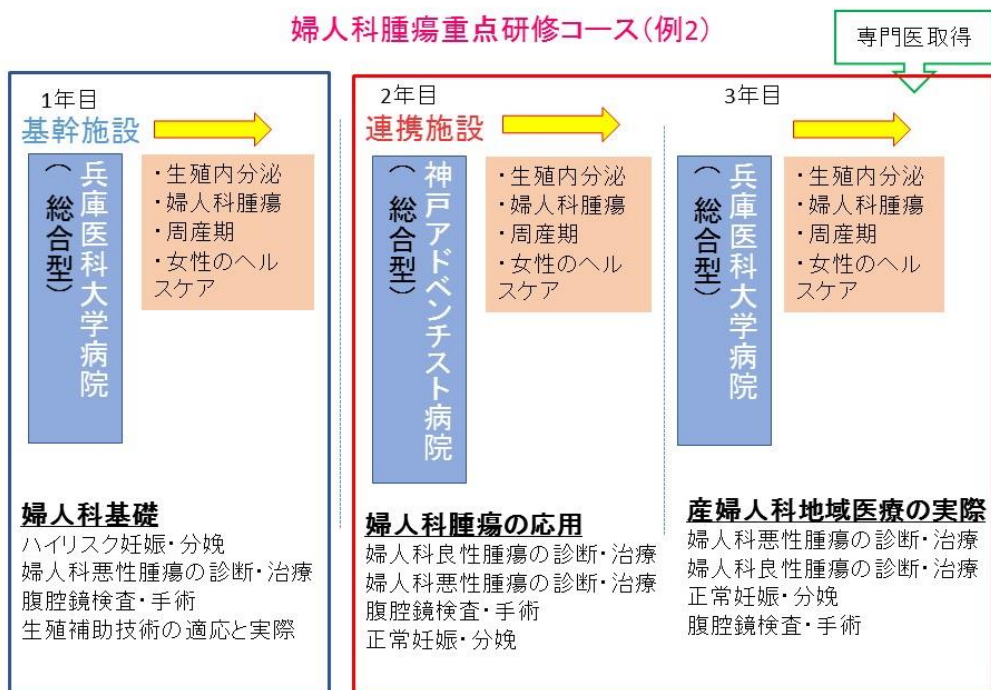 婦人科腫瘍重点研修コース(例2)
専門医取得
1年目
基幹施設
兵庫医科大学病院
(総合型)
・生殖内分泌
・婦人科腫瘍
・周産期
・女性のヘル
スケア
婦人科基礎
ハイリスク妊娠・分娩
婦人科悪性腫瘍の診断・治療
腹腔鏡検査・手術
生殖補助技術の適応と実際
2年目
連携施設
神戸アドベンチスト病院
(総合型)
・生殖内分泌
・婦人科腫瘍
・周産期
・女性のヘル
スケア
婦人科腫瘍の応用
婦人科良性腫瘍の診断・治療
婦人科悪性腫瘍の診断・治療
腹腔鏡検査・手術
正常妊娠・分娩
3年目
兵庫医科大学病院
(総合型)
・生殖内分泌
・婦人科腫瘍
・周産期
・女性のヘル
スケア
産婦人科地域医療の実際
婦人科悪性腫瘍の診断・治療
婦人科良性腫瘍の診断・治療
正常妊娠・分娩
腹腔鏡検査・手術